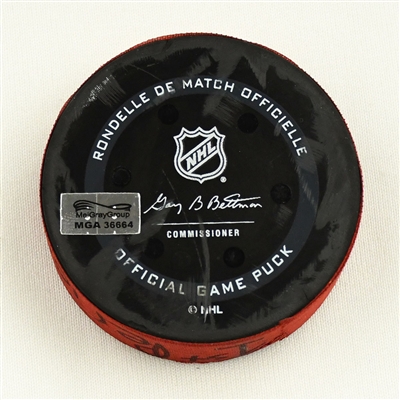 RONDELLE DE MATCH OFFICIELLE
NHL
MeiGrayGroup
MGA 36664
Gary B Bettman
COMMISSIONER
OFFICIAL GAME PUCK
© NHL